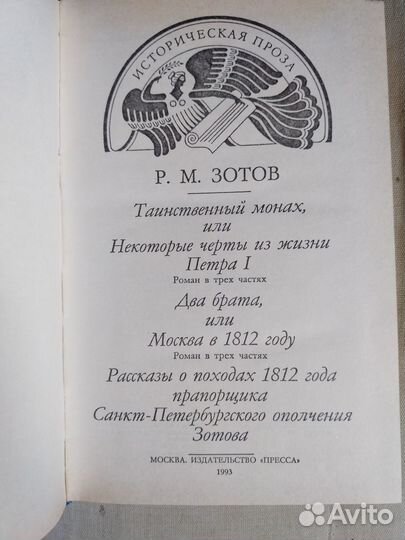 ИСТОРИЧЕСКАЯ ПРОЗА
Р. М. ЗОТОВ
Таинственный монах,
или
Некоторые черты из жизни
Петра I
Роман в трех частях
Два брата,
или
Москва в 1812 году
Роман в трех частях
Рассказы о походах 1812 года
прапорщика
Санкт-Петербургского ополчения
Зотова
МОСКВА. ИЗДАТЕЛЬСТВО «ПРЕССА»
1993
Avito